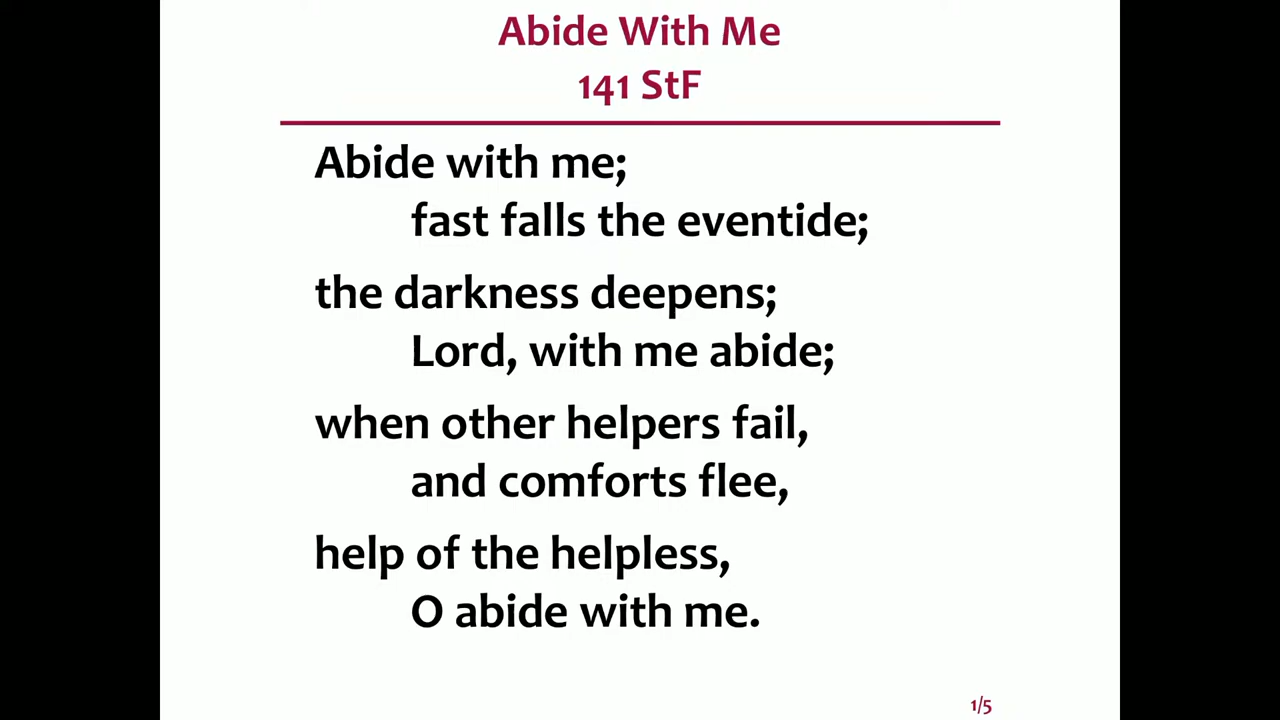 Abide With Me
141 StF
Abide with me;
fast falls the eventide;
the darkness deepens;
Lord, with me abide;
when other helpers fail,
and comforts flee,
help of the helpless,
O abide with me.
1/5